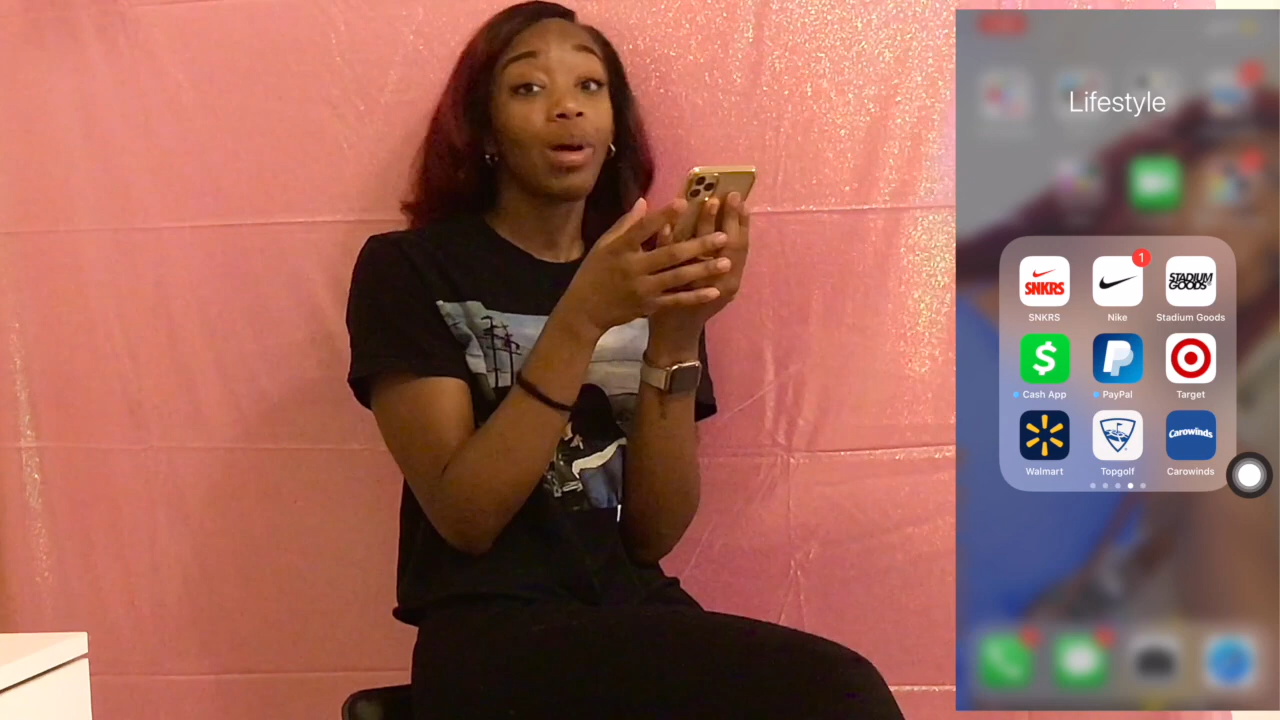 Lifestyle
SNKRS
1
STADIUM
GOODS
SNKRS
Nike
Stadium Goods
Cash App
PayPal
Target
Carowinds
Walmart
Topgolf
Carowinds